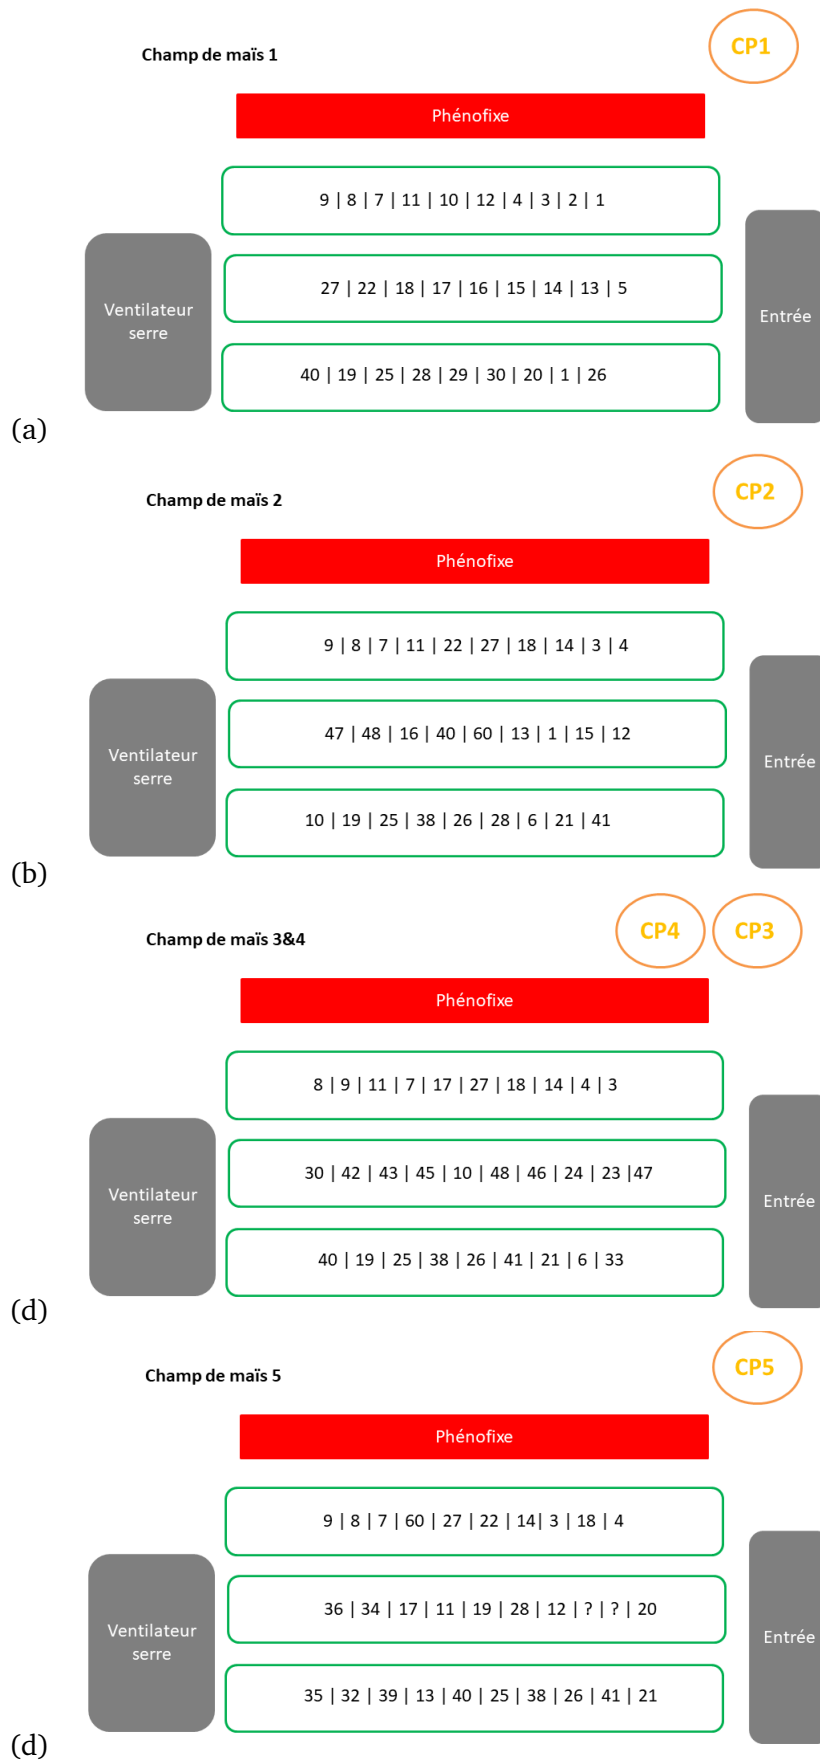 CP1
Champ de maïs 1
Phénofixe
9 | 8 | 7 | 11 | 10 | 12 | 4 | 3 | 2 | 1
27 | 22 | 18 | 17 | 16 | 15 | 14 | 13 | 5
Ventilateur
serre
Entrée
40 | 19 | 25 | 28 | 29 | 30 | 20 | 1 | 26
(a)
CP2
Champ de maïs 2
Phénofixe
9 | 8 | 7 | 11 | 22 | 27 | 18 | 14 | 3 | 4
47 | 48 | 16 | 40 | 60 | 13 | 1 | 15 | 12
Ventilateur
serre
Entrée
10 | 19 | 25 | 38 | 26 | 28 | 6 | 21 | 41
(b)
CP4
CP3
Champ de maïs 3&4
Phénofixe
8 | 9 | 11 | 7 | 17 | 27 | 18 | 14 | 4 | 3
30 | 42 | 43 | 45 | 10 | 48 | 46 | 24 | 23 |47
Ventilateur
serre
Entrée
40 | 19 | 25 | 38 | 26 | 41 | 21 | 6 | 33
(d)
CP5
Champ de maïs 5
Phénofixe
9 | 8 | 7 | 60 | 27 | 22 | 14| 3 | 18 | 4
36 | 34 | 17 | 11 | 19 | 28 | 12 | ? | ? | 20
Ventilateur
serre
Entrée
35 | 32 | 39 | 13 | 40 | 25 | 38 | 26 | 41 | 21
(d)